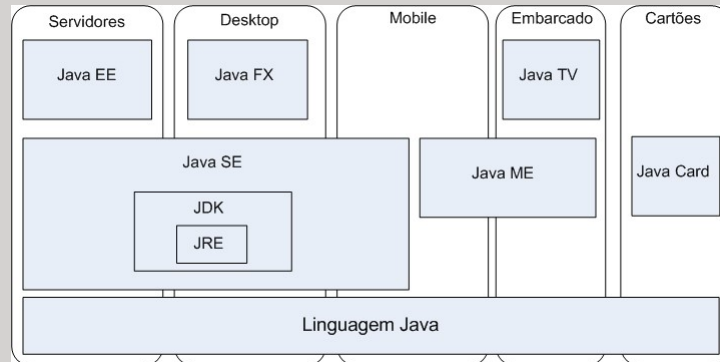 Servidores
Desktop
Mobile
Embarcado
Cartões
Java EE
Java FX
Java TV
Java SE
Java ME
Java Card
JDK
JRE
Linguagem Java